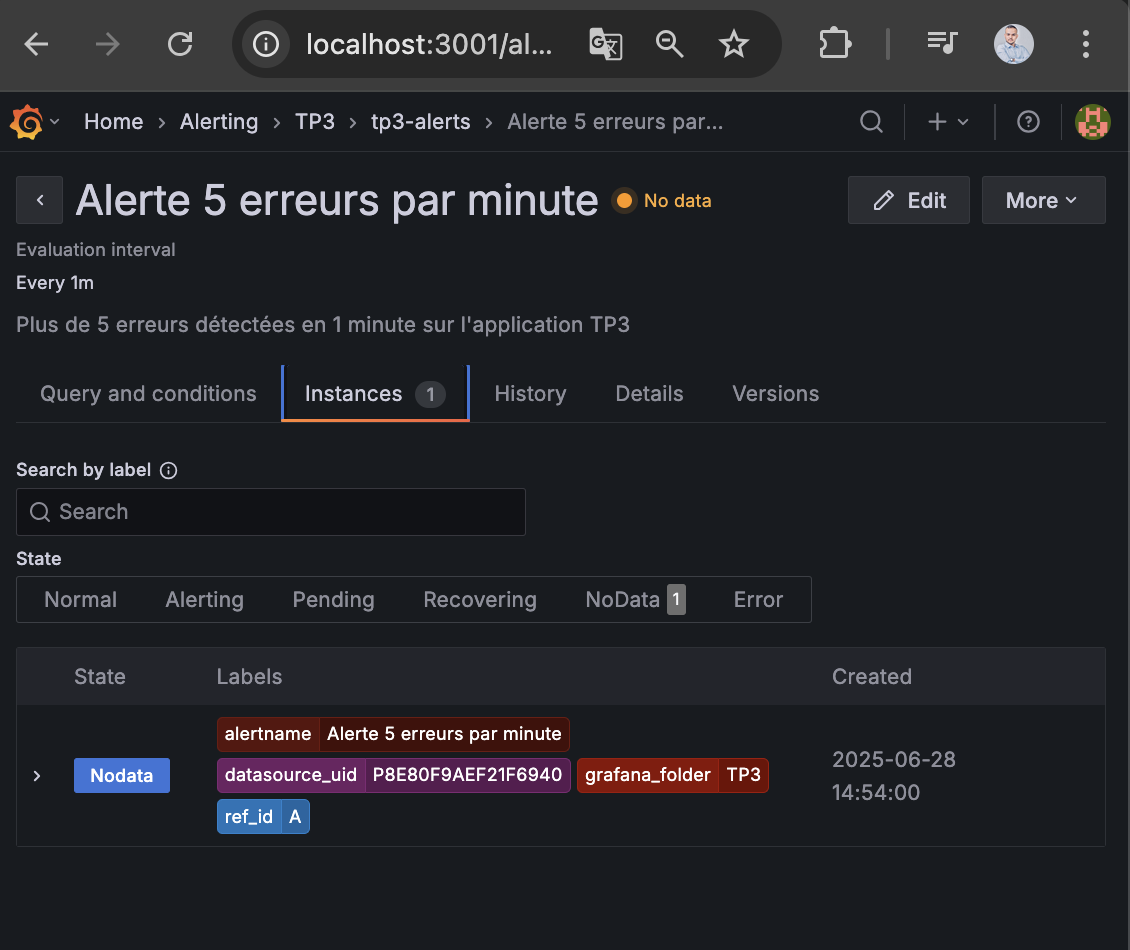 localhost:3001/al...
Home › Alerting › TP3 › tp3-alerts › Alerte 5 erreurs par...
Alerte 5 erreurs par minute No data Edit More
Evaluation interval
Every 1m
Plus de 5 erreurs détectées en 1 minute sur l'application TP3
Query and conditions Instances 1 History Details Versions
Search by label
Search
State
Normal Alerting Pending Recovering NoData 1 Error
State Labels Created
alertname Alerte 5 erreurs par minute
Nodata datasource_uid P8E80F9AEF21F6940 grafana_folder TP3 2025-06-28
ref_id A 14:54:00